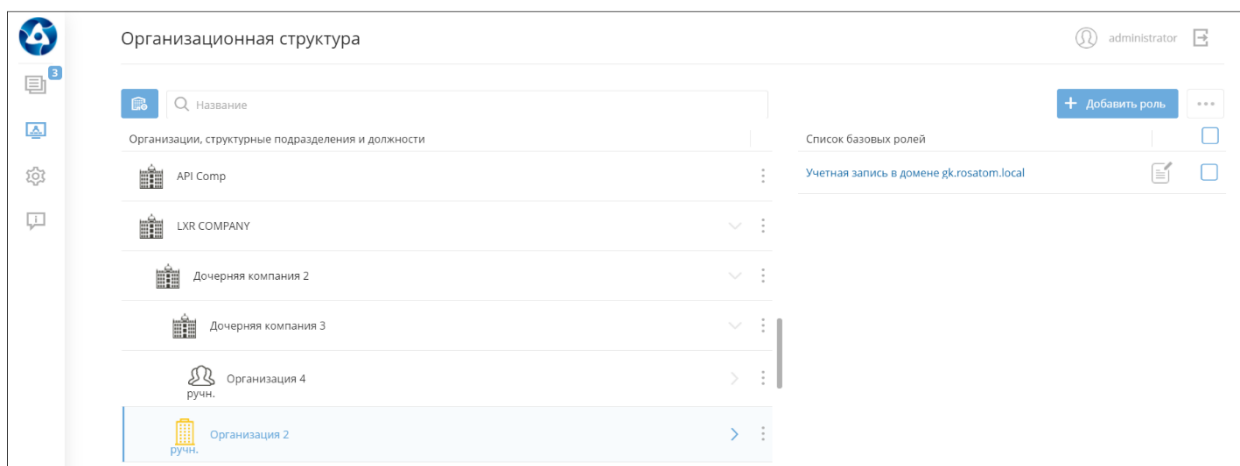 Организационная структура
administrator
3
Название
+ Добавить роль
Организации, структурные подразделения и должности
Список базовых ролей
API Comp
Учетная запись в домене gk.rosatom.local
LXR COMPANY
Дочерняя компания 2
Дочерняя компания 3
Организация 4
ручн.
Организация 2
ручн.